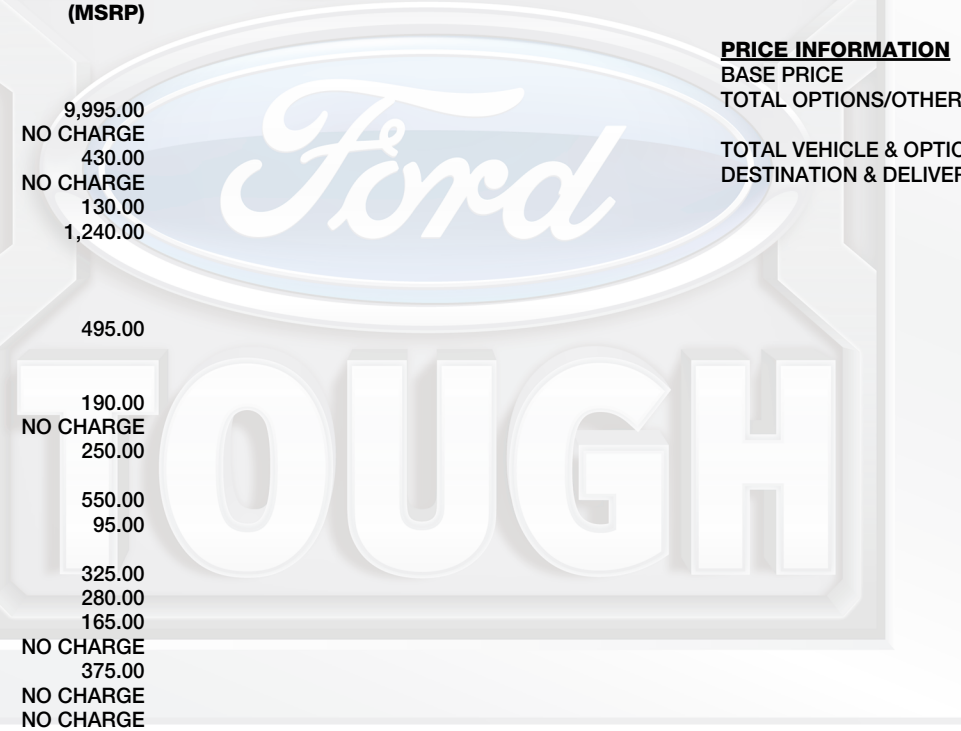 (MSRP)
9,995.00
NO CHARGE
430.00
NO CHARGE
130.00
1,240.00
495.00
190.00
NO CHARGE
250.00
550.00
95.00
325.00
280.00
165.00
NO CHARGE
375.00
NO CHARGE
NO CHARGE
PRICE INFORMATION
BASE PRICE
TOTAL OPTIONS/OTHER
TOTAL VEHICLE & OPTIO
DESTINATION & DELIVER
Ford
TOUGH